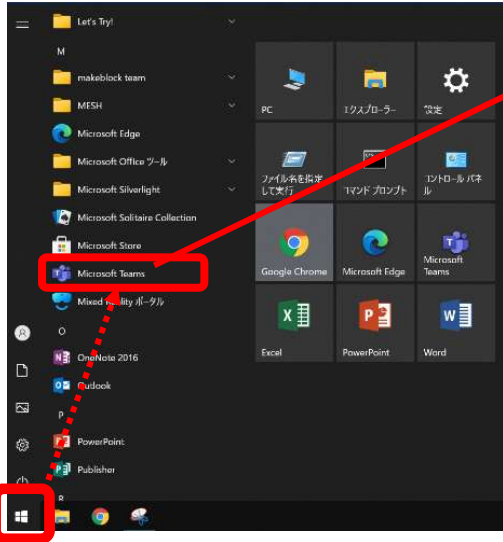 Let's Try!
M
makeblock team
MESH
Microsoft Edge
Microsoft Office ツール
Microsoft Silverlight
Microsoft Solitaire Collection
Microsoft Store
Microsoft Teams
Mixed Reality ポータル
O
OneNote 2016
Outlook
P
PowerPoint
Publisher
R
PC
エクスプローラー
設定
ファイル名を指定
して実行
コマンド プロンプト
コントロール パネ
ル
Google Chrome
Microsoft Edge
Microsoft
Teams
Excel
PowerPoint
Word